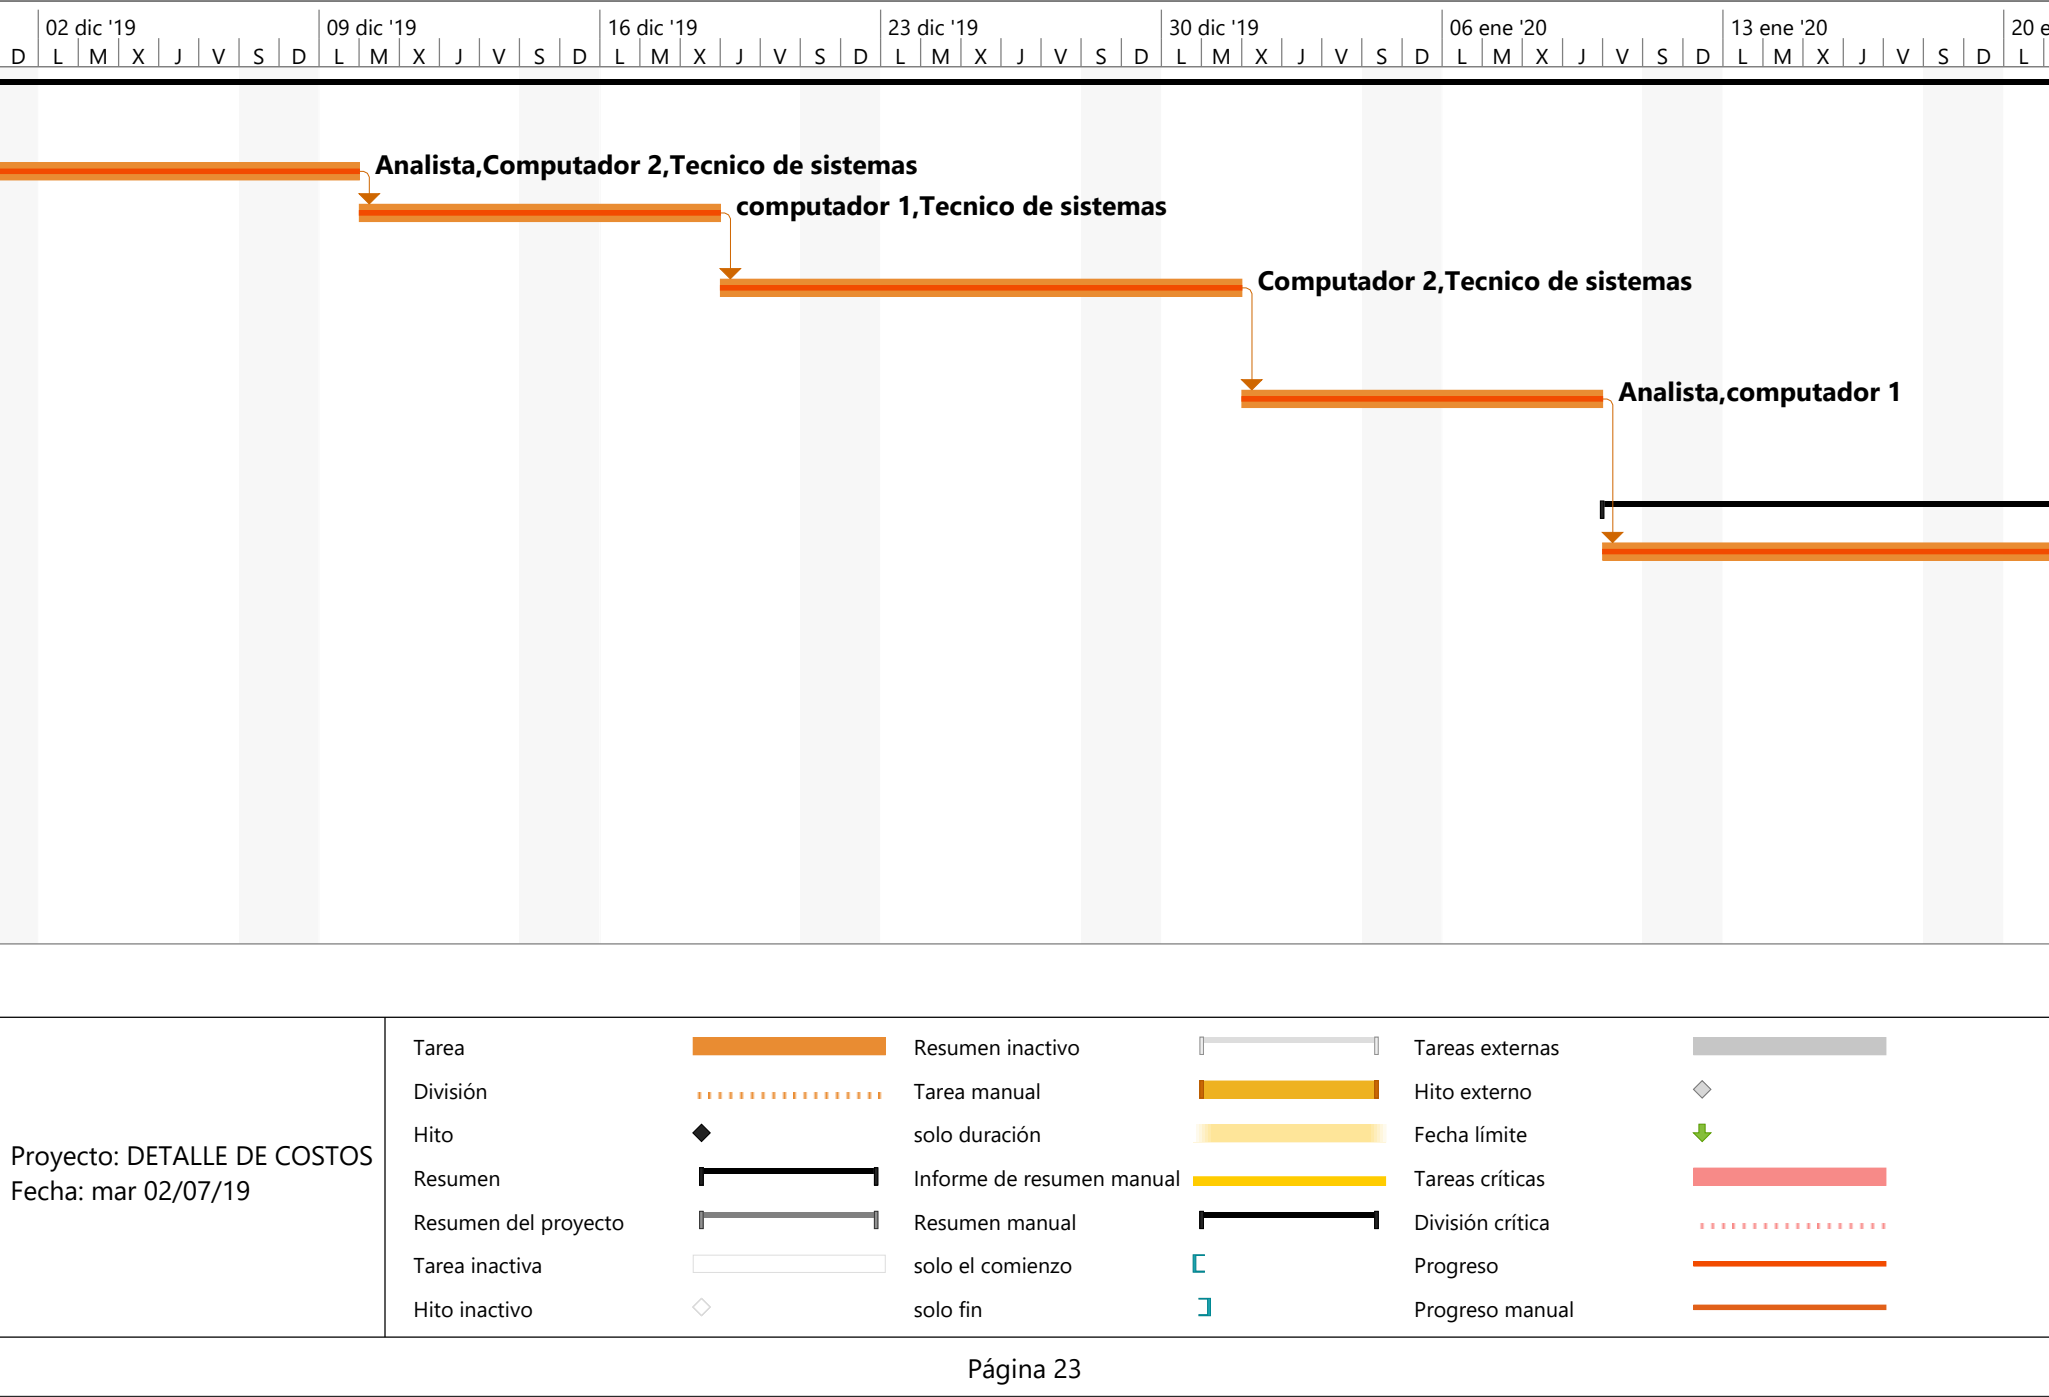 02 dic '19 09 dic '19 16 dic '19 23 dic '19 30 dic '19 06 ene '20 13 ene '20 20 e
D L M X J V S D L M X J V S D L M X J V S D L M X J V S D L M X J V S D L M X J V S D L M X J V S D L
Analista,Computador 2,Tecnico de sistemas
computador 1,Tecnico de sistemas
Computador 2,Tecnico de sistemas
Analista,computador 1
Proyecto: DETALLE DE COSTOS
Fecha: mar 02/07/19
Tarea
División
Hito
Resumen
Resumen del proyecto
Tarea inactiva
Hito inactivo
Resumen inactivo
Tarea manual
solo duración
Informe de resumen manual
Resumen manual
solo el comienzo
solo fin
Tareas externas
Hito externo
Fecha límite
Tareas críticas
División crítica
Progreso
Progreso manual
Página 23